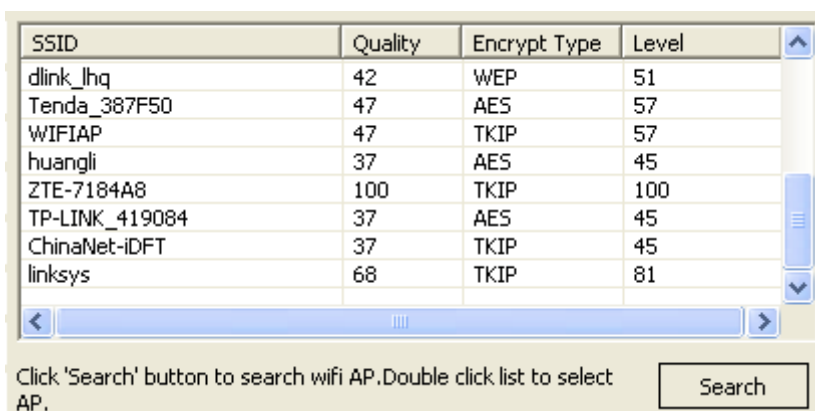 SSID Quality Encrypt Type Level
dlink_lhq 42 WEP 51
Tenda_387F50 47 AES 57
WIFIAP 47 TKIP 57
huangli 37 AES 45
ZTE-7184A8 100 TKIP 100
TP-LINK_419084 37 AES 45
ChinaNet-iDFT 37 TKIP 45
linksys 68 TKIP 81
Click 'Search' button to search wifi AP.Double click list to select
AP.
Search